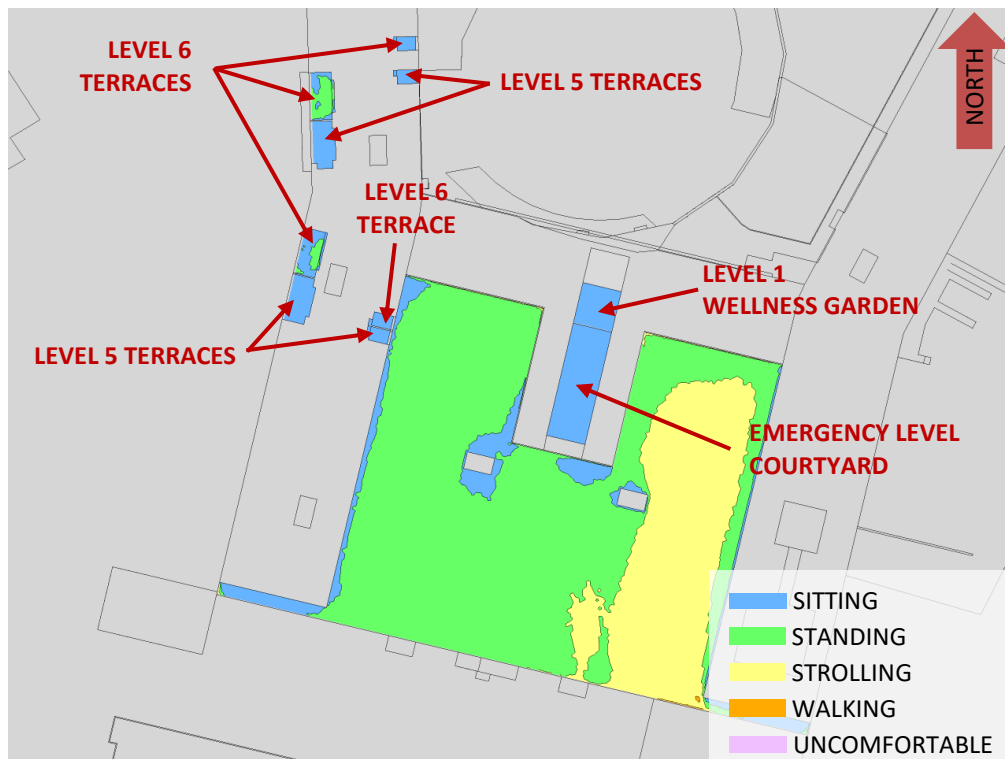 LEVEL 6
TERRACES
LEVEL 5 TERRACES
NORTH
LEVEL 6
TERRACE
LEVEL 1
WELLNESS GARDEN
LEVEL 5 TERRACES
EMERGENCY LEVEL
COURTYARD
SITTING
STANDING
STROLLING
WALKING
UNCOMFORTABLE